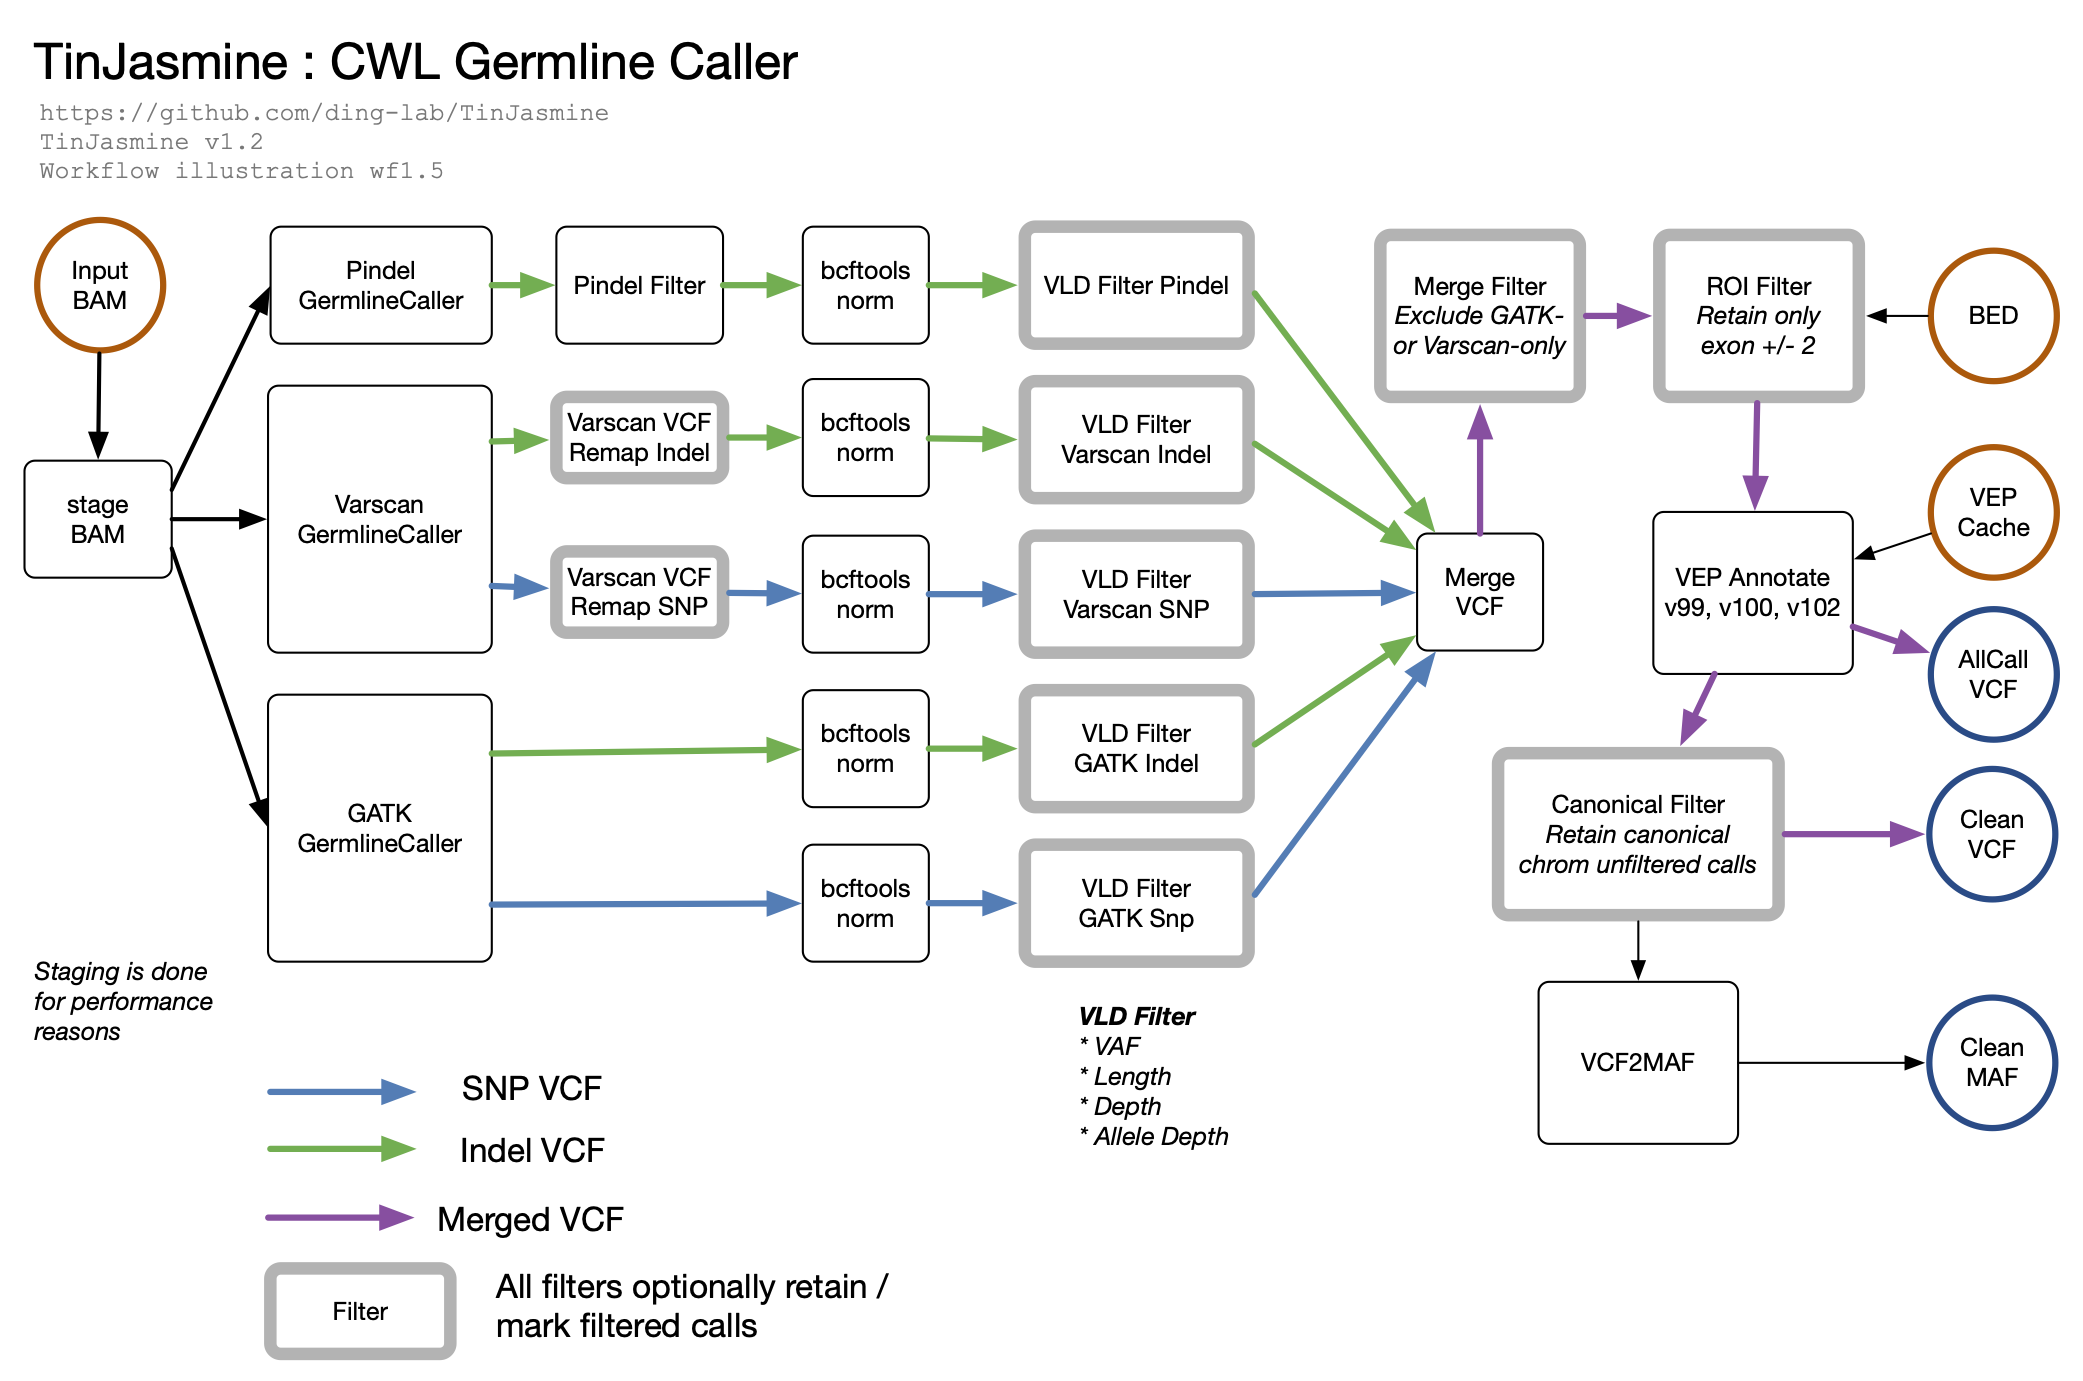 TinJasmine : CWL Germline Caller
https://github.com/ding-lab/TinJasmine
TinJasmine v1.2
Workflow illustration wf1.5
Input
BAM
stage
BAM
Pindel
GermlineCaller
Pindel Filter
bcftools
norm
VLD Filter Pindel
Varscan
GermlineCaller
Varscan VCF
Remap Indel
bcftools
norm
VLD Filter
Varscan Indel
Varscan VCF
Remap SNP
bcftools
norm
VLD Filter
Varscan SNP
GATK
GermlineCaller
bcftools
norm
VLD Filter
GATK Indel
bcftools
norm
VLD Filter
GATK Snp
Merge
VCF
Merge Filter
Exclude GATK-
or Varscan-only
ROI Filter
Retain only
exon +/- 2
BED
VEP
Cache
VEP Annotate
v99, v100, v102
AllCall
VCF
Canonical Filter
Retain canonical
chrom unfiltered calls
Clean
VCF
VCF2MAF
Clean
MAF
Staging is done
for performance
reasons
VLD Filter
* VAF
* Length
* Depth
* Allele Depth
SNP VCF
Indel VCF
Merged VCF
Filter
All filters optionally retain /
mark filtered calls